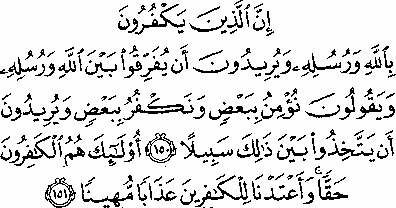 إِنَّ ٱلَّذِينَ يَكْفُرُونَ
بِٱللَّهِ وَرُسُلِهِۦ وَيُرِيدُونَ أَن يُفَرِّقُوا۟ بَيْنَ ٱللَّهِ وَرُسُلِهِۦ
وَيَقُولُونَ نُؤْمِنُ بِبَعْضٍ وَنَكْفُرُ بِبَعْضٍ وَيُرِيدُونَ
أَن يَتَّخِذُوا۟ بَيْنَ ذَٰلِكَ سَبِيلًا ١٥٠ أُو۟لَـٰٓئِكَ هُمُ ٱلْكَـٰفِرُونَ
حَقًّا ۚ وَأَعْتَدْنَا لِلْكَـٰفِرِينَ عَذَابًا مُّهِينًا ١٥١